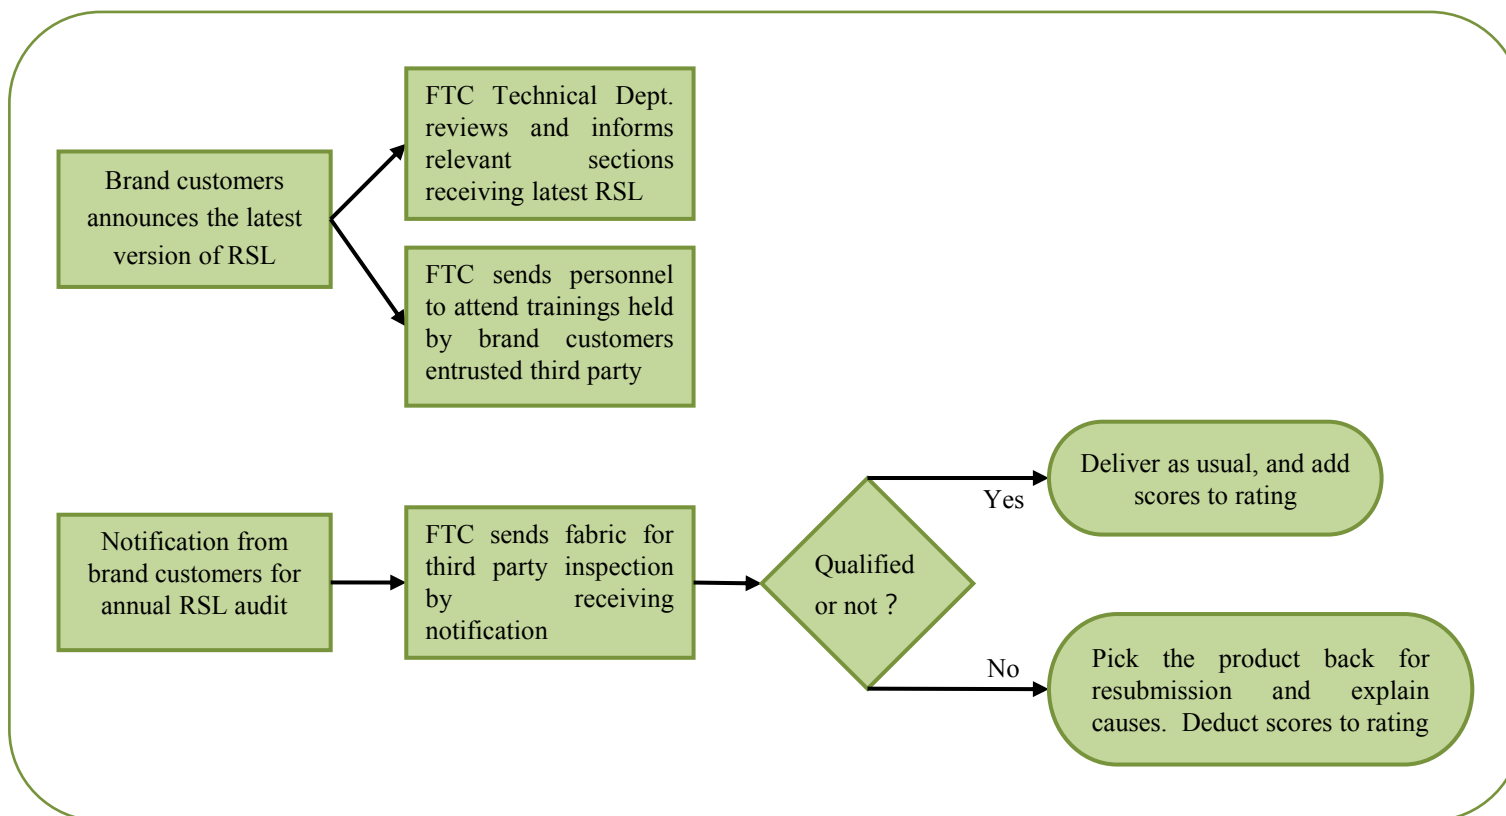 Brand customers
announces the latest
version of RSL
FTC Technical Dept.
reviews and informs
relevant sections
receiving latest RSL
FTC sends personnel
to attend trainings held
by brand customers
entrusted third party
Notification from
brand customers for
annual RSL audit
FTC sends fabric for
third party inspection
by receiving
notification
Qualified
or not ?
Yes
Deliver as usual, and add
scores to rating
No
Pick the product back for
resubmission and explain
causes. Deduct scores to rating